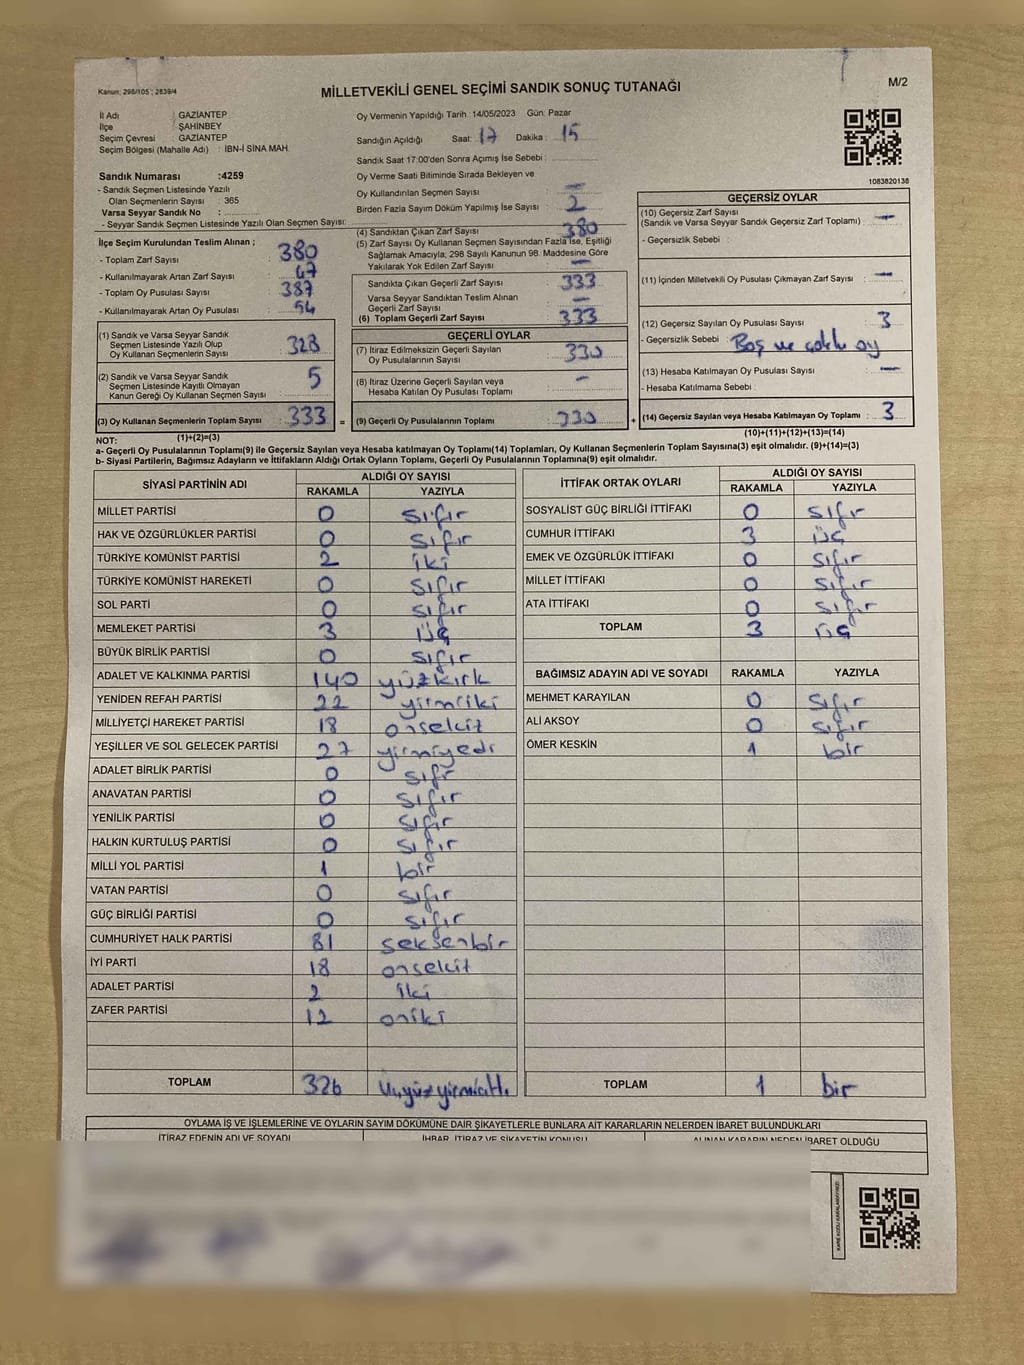 Kanun; 298/105 ; 2839/4
MİLLETVEKİLİ GENEL SEÇİMİ SANDIK SONUÇ TUTANAĞI
M/2
İl Adı : GAZİANTEP
İlçe : ŞAHİNBEY
Seçim Çevresi : GAZİANTEP
Seçim Bölgesi (Mahalle Adı) : İBN-İ SİNA MAH.
Sandık Numarası :4259
- Sandık Seçmen Listesinde Yazılı
Olan Seçmenlerin Sayısı : 365
Varsa Seyyar Sandık No :
- Seyyar Sandık Seçmen Listesinde Yazılı Olan Seçmen Sayısı:
Oy Vermenin Yapıldığı Tarih 14/05/2023 Gün: Pazar
Sandığın Açıldığı Saat: 17 Dakika : 15
Sandık Saat 17:00'den Sonra Açımış İse Sebebi :
Oy Verme Saati Bitiminde Sırada Bekleyen ve
Oy Kullandırılan Seçmen Sayısı : —
Birden Fazla Sayım Döküm Yapılmış İse Sayısı : 2
1083820138
İlçe Seçim Kurulundan Teslim Alınan ;
- Toplam Zarf Sayısı : 380
- Kullanılmayarak Artan Zarf Sayısı : 47
- Toplam Oy Pusulası Sayısı : 387
- Kullanılmayarak Artan Oy Pusulası : 54
(4) Sandıktan Çıkan Zarf Sayısı : 380
(5) Zarf Sayısı Oy Kullanan Seçmen Sayısından Fazla İse, Eşitliği
Sağlamak Amacıyla, 298 Sayılı Kanunun 98. Maddesine Göre
Yakılarak Yok Edilen Zarf Sayısı : —
Sandıkta Çıkan Geçerli Zarf Sayısı : 333
Varsa Seyyar Sandıktan Teslim Alınan
Geçerli Zarf Sayısı : —
(6) Toplam Geçerli Zarf Sayısı : 333
GEÇERSİZ OYLAR
(10) Geçersiz Zarf Sayısı : —
(Sandık ve Varsa Seyyar Sandık Geçersiz Zarf Toplamı)
- Geçersizlik Sebebi
(11) İçinden Milletvekili Oy Pusulası Çıkmayan Zarf Sayısı : —
(12) Geçersiz Sayılan Oy Pusulası Sayısı : 3
- Geçersizlik Sebebi : Boş ve çoklu oy
(13) Hesaba Katılmayan Oy Pusulası Sayısı : —
- Hesaba Katılmama Sebebi :
(14) Geçersiz Sayılan veya Hesaba Katılmayan Oy Toplamı : 3
(1) Sandık ve Varsa Seyyar Sandık
Seçmen Listesinde Yazılı Olup
Oy Kullanan Seçmenlerin Sayısı : 328
(2) Sandık ve Varsa Seyyar Sandık
Seçmen Listesinde Kayıtlı Olmayan
Kanun Gereği Oy Kullanan Seçmen Sayısı : 5
(3) Oy Kullanan Seçmenlerin Toplam Sayısı : 333 =
GEÇERLİ OYLAR
(7) İtiraz Edilmeksizin Geçerli Sayılan
Oy Pusulalarının Sayısı : 330
(8) İtiraz Üzerine Geçerli Sayılan veya
Hesaba Katılan Oy Pusulası Toplamı : —
(9) Geçerli Oy Pusulalarının Toplamı : 330 +
(1)+(2)=(3)
(10)+(11)+(12)+(13)=(14)
NOT:
a- Geçerli Oy Pusulalarının Toplamı(9) ile Geçersiz Sayılan veya Hesaba katılmayan Oy Toplamı(14) Toplamları, Oy Kullanan Seçmenlerin Toplam Sayısına(3) eşit olmalıdır. (9)+(14)=(3)
b- Siyasi Partilerin, Bağımsız Adayların ve İttifakların Aldığı Ortak Oyların Toplamı, Geçerli Oy Pusulalarının Toplamına(9) eşit olmalıdır.
SİYASİ PARTİNİN ADI ALDIĞI OY SAYISI
RAKAMLA YAZIYLA
MİLLET PARTİSİ 0 sıfır
HAK VE ÖZGÜRLÜKLER PARTİSİ 0 sıfır
TÜRKİYE KOMÜNİST PARTİSİ 2 iki
TÜRKİYE KOMÜNİST HAREKETİ 0 sıfır
SOL PARTİ 0 sıfır
MEMLEKET PARTİSİ 3 üç
BÜYÜK BİRLİK PARTİSİ 0 sıfır
ADALET VE KALKINMA PARTİSİ 140 yüzkırk
YENİDEN REFAH PARTİSİ 22 yirmiiki
MİLLİYETÇİ HAREKET PARTİSİ 18 onsekiz
YEŞİLLER VE SOL GELECEK PARTİSİ 27 yirmiyedi
ADALET BİRLİK PARTİSİ 0 sıfır
ANAVATAN PARTİSİ 0 sıfır
YENİLİK PARTİSİ 0 sıfır
HALKIN KURTULUŞ PARTİSİ 0 sıfır
MİLLİ YOL PARTİSİ 1 bir
VATAN PARTİSİ 0 sıfır
GÜÇ BİRLİĞİ PARTİSİ 0 sıfır
CUMHURİYET HALK PARTİSİ 81 seksenbir
İYİ PARTİ 18 onsekiz
ADALET PARTİSİ 2 iki
ZAFER PARTİSİ 12 oniki
TOPLAM 326 üçyüzyirmialtı
İTTİFAK ORTAK OYLARI ALDIĞI OY SAYISI
RAKAMLA YAZIYLA
SOSYALİST GÜÇ BİRLİĞİ İTTİFAKI 0 sıfır
CUMHUR İTTİFAKI 3 üç
EMEK VE ÖZGÜRLÜK İTTİFAKI 0 sıfır
MİLLET İTTİFAKI 0 sıfır
ATA İTTİFAKI 0 sıfır
TOPLAM 3 üç
BAĞIMSIZ ADAYIN ADI VE SOYADI RAKAMLA YAZIYLA
MEHMET KARAYILAN 0 sıfır
ALİ AKSOY 0 sıfır
ÖMER KESKİN 1 bir
TOPLAM 1 bir
OYLAMA İŞ VE İŞLEMLERİNE VE OYLARIN SAYIM DÖKÜMÜNE DAİR ŞİKAYETLERLE BUNLARA AİT KARARLARIN NELERDEN İBARET BULUNDUKLARI
İTİRAZ EDENİN ADI VE SOYADI İHBAR, İTİRAZ VE ŞİKAYETİN KONUSU ALINAN KARARIN NEDEN İBARET OLDUĞU